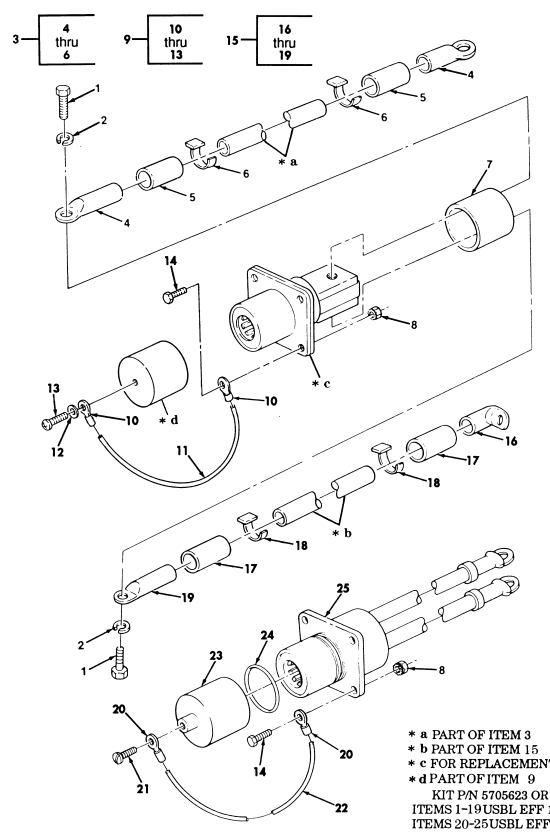 3 4 thru 6
9 10 thru 13
15 16 thru 19
1
2
4
5
6
* a
6
5
4
7
14
8
* c
13
12
10
* d
11
10
16
17
18
* b
18
17
19
2
1
25
24
23
8
20
21
14
20
22
* a PART OF ITEM 3
* b PART OF ITEM 15
* c FOR REPLACEMENT
* d PART OF ITEM 9
KIT P/N 5705623 OR
ITEMS 1-19 USBL EFF
ITEMS 20-25 USBL EFF